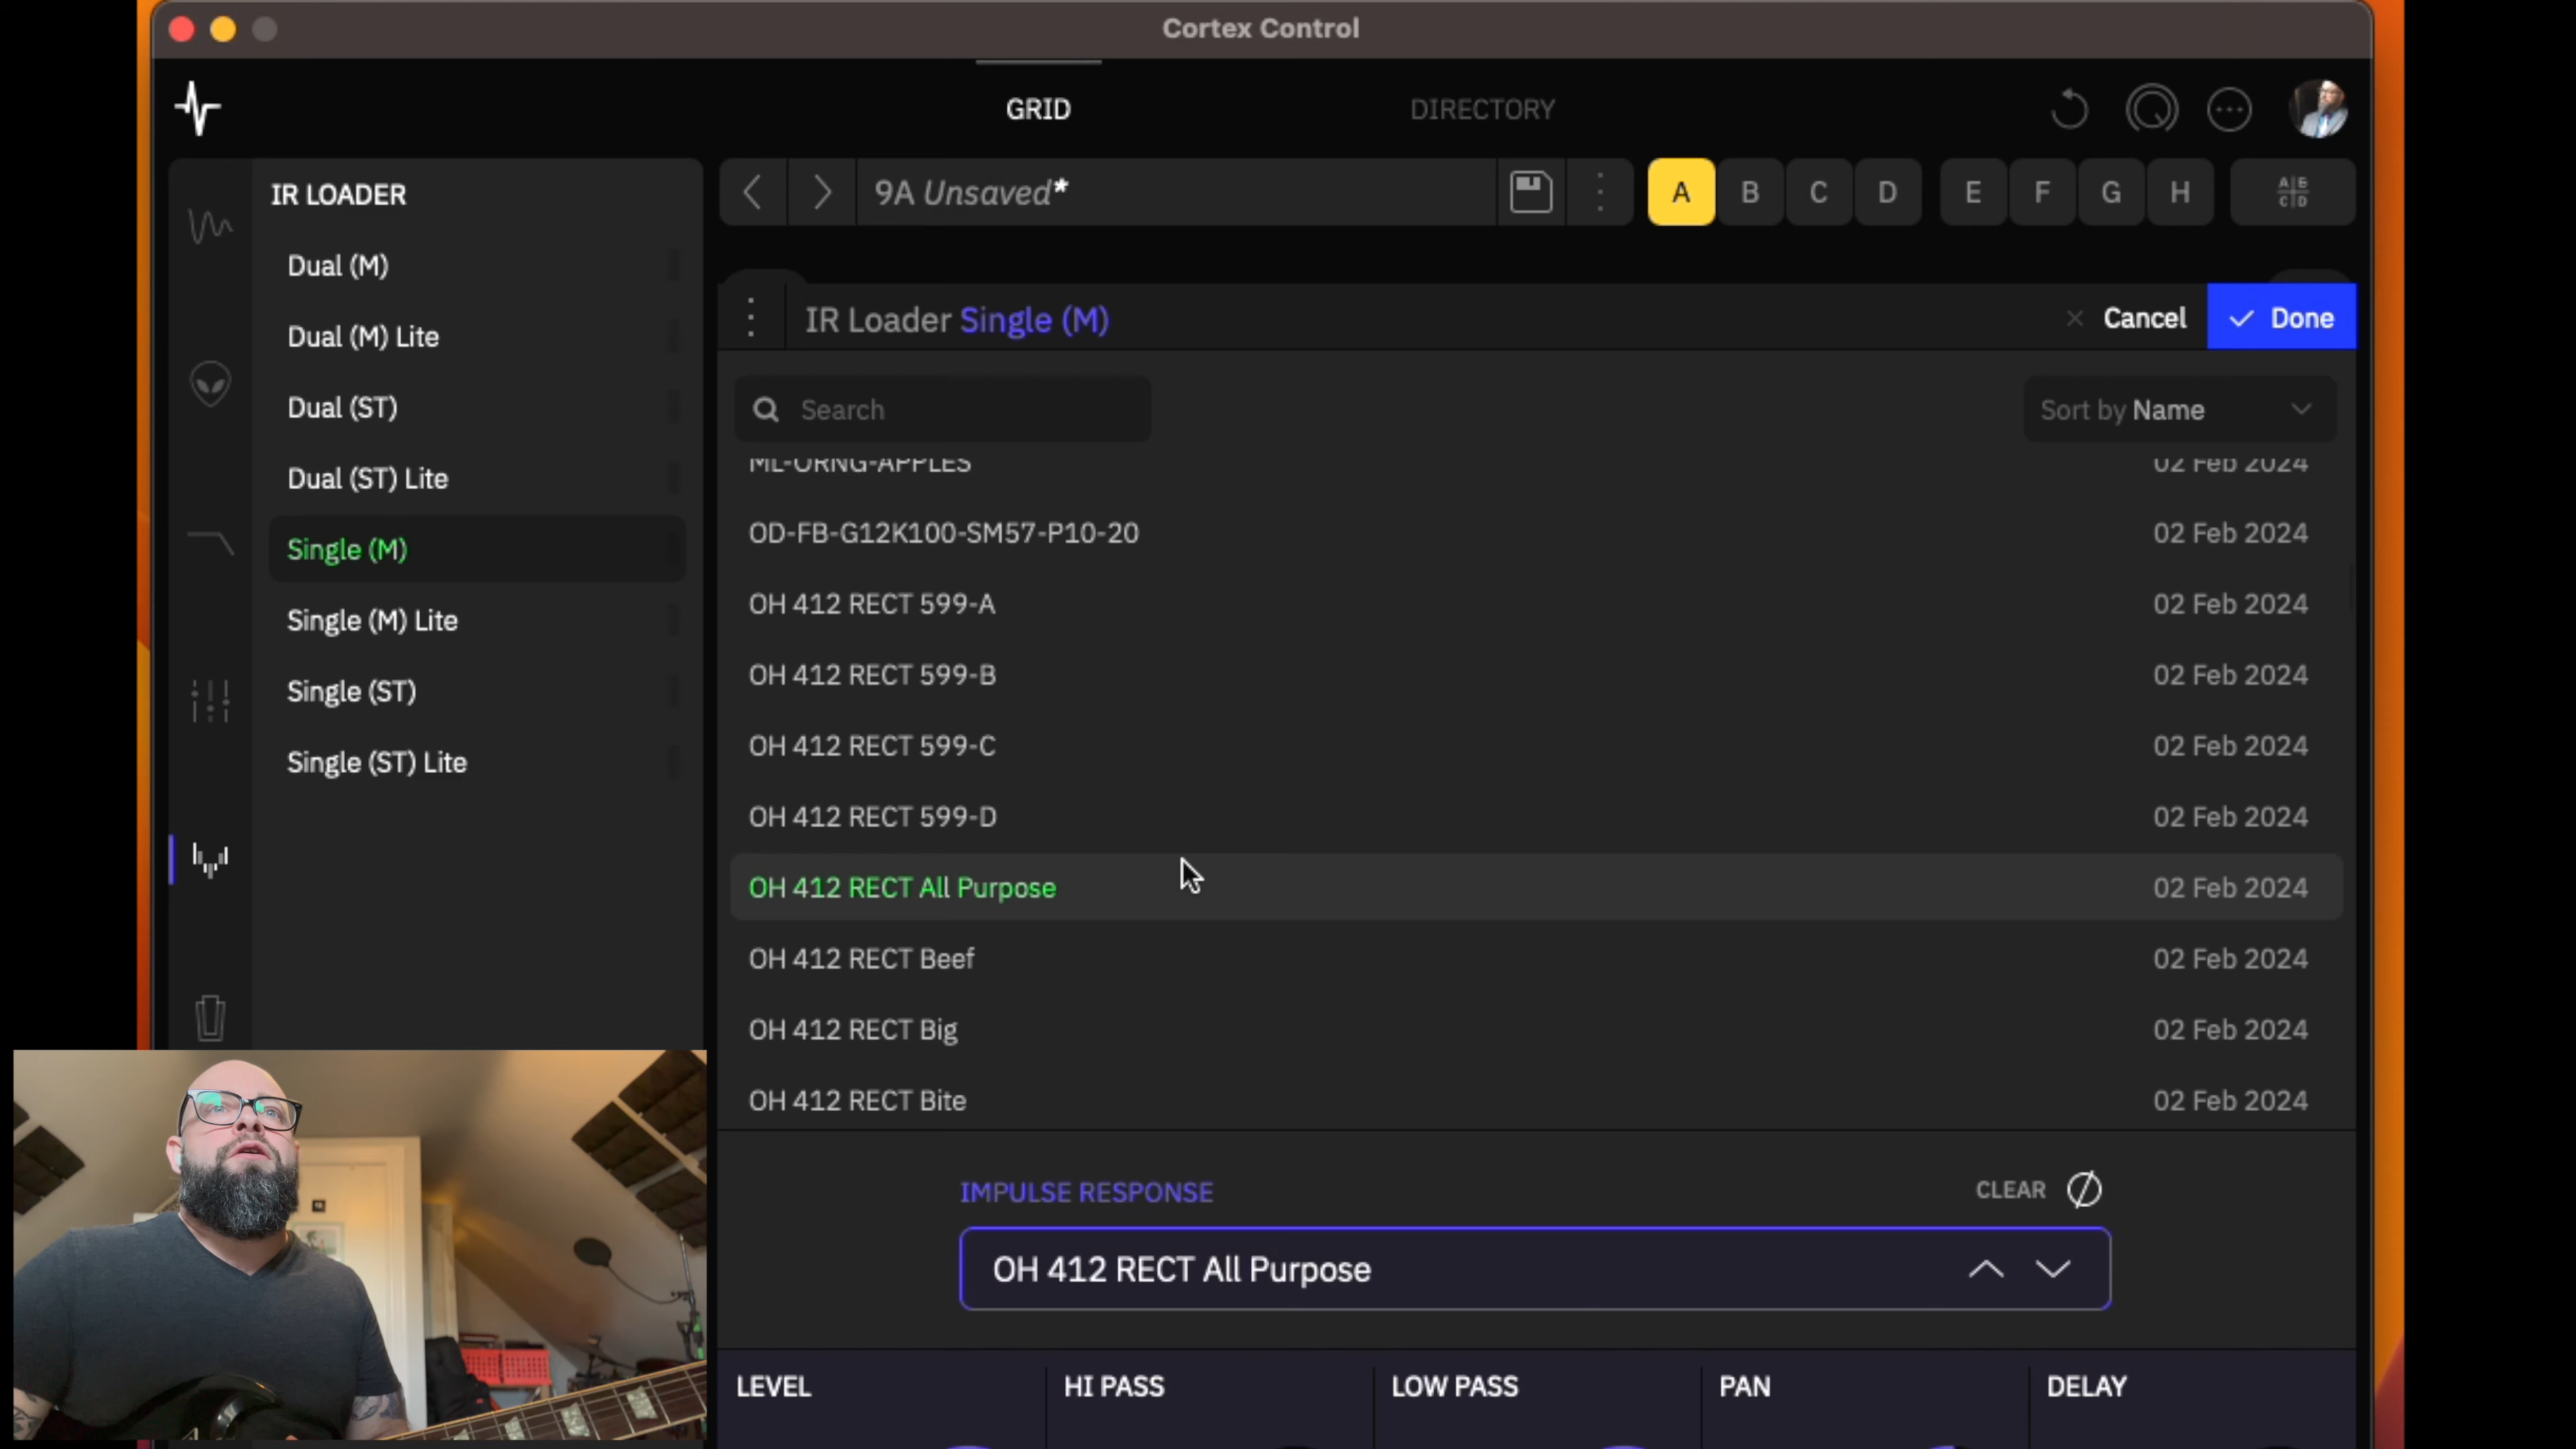 Cortex Control
GRID
DIRECTORY
IR LOADER
Dual (M)
Dual (M) Lite
Dual (ST)
Dual (ST) Lite
Single (M)
Single (M) Lite
Single (ST)
Single (ST) Lite
9A Unsaved*
A B C D E F G H
A B
C D
IR Loader Single (M)
Cancel
Done
Search
Sort by Name
ML-ORNG-APPLES 02 Feb 2024
OD-FB-G12K100-SM57-P10-20 02 Feb 2024
OH 412 RECT 599-A 02 Feb 2024
OH 412 RECT 599-B 02 Feb 2024
OH 412 RECT 599-C 02 Feb 2024
OH 412 RECT 599-D 02 Feb 2024
OH 412 RECT All Purpose 02 Feb 2024
OH 412 RECT Beef 02 Feb 2024
OH 412 RECT Big 02 Feb 2024
OH 412 RECT Bite 02 Feb 2024
IMPULSE RESPONSE
CLEAR
OH 412 RECT All Purpose
LEVEL
HI PASS
LOW PASS
PAN
DELAY